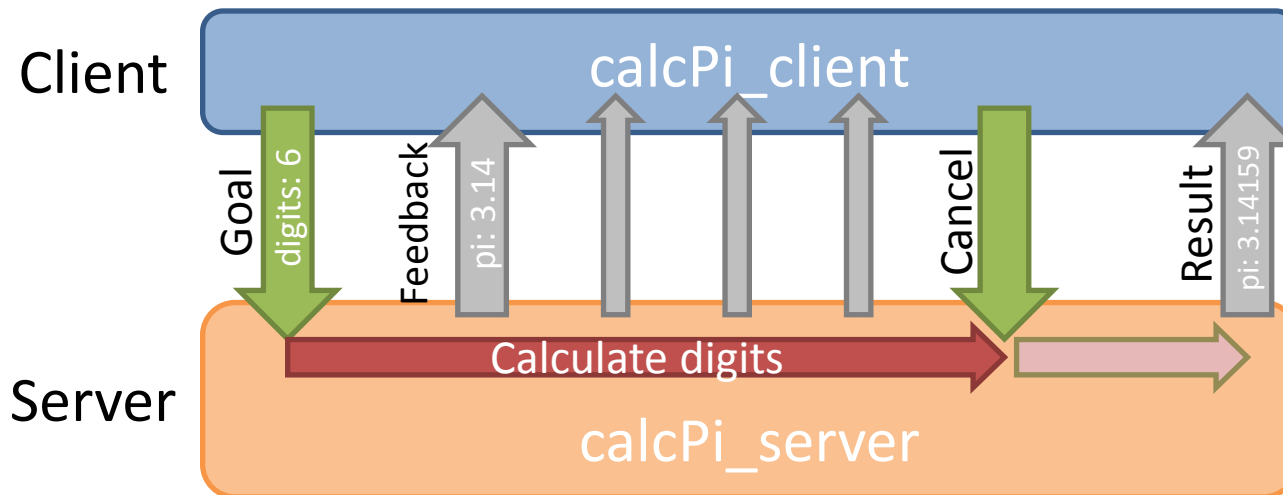 Client
calcPi_client
Goal
digits: 6
Feedback
pi: 3.14
Cancel
Result
pi: 3.14159
Calculate digits
Server
calcPi_server